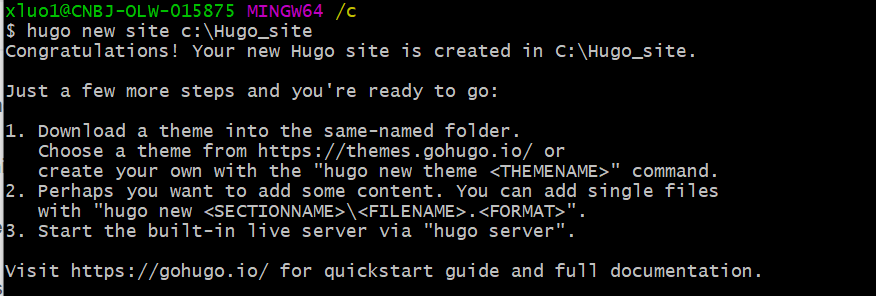 xluo1@CNBJ-OLW-015875 MINGW64 /c
$ hugo new site c:\Hugo_site
Congratulations! Your new Hugo site is created in C:\Hugo_site.

Just a few more steps and you're ready to go:

1. Download a theme into the same-named folder.
   Choose a theme from https://themes.gohugo.io/ or
   create your own with the "hugo new theme <THEMENAME>" command.
2. Perhaps you want to add some content. You can add single files
   with "hugo new <SECTIONNAME>\<FILENAME>.<FORMAT>".
3. Start the built-in live server via "hugo server".

Visit https://gohugo.io/ for quickstart guide and full documentation.